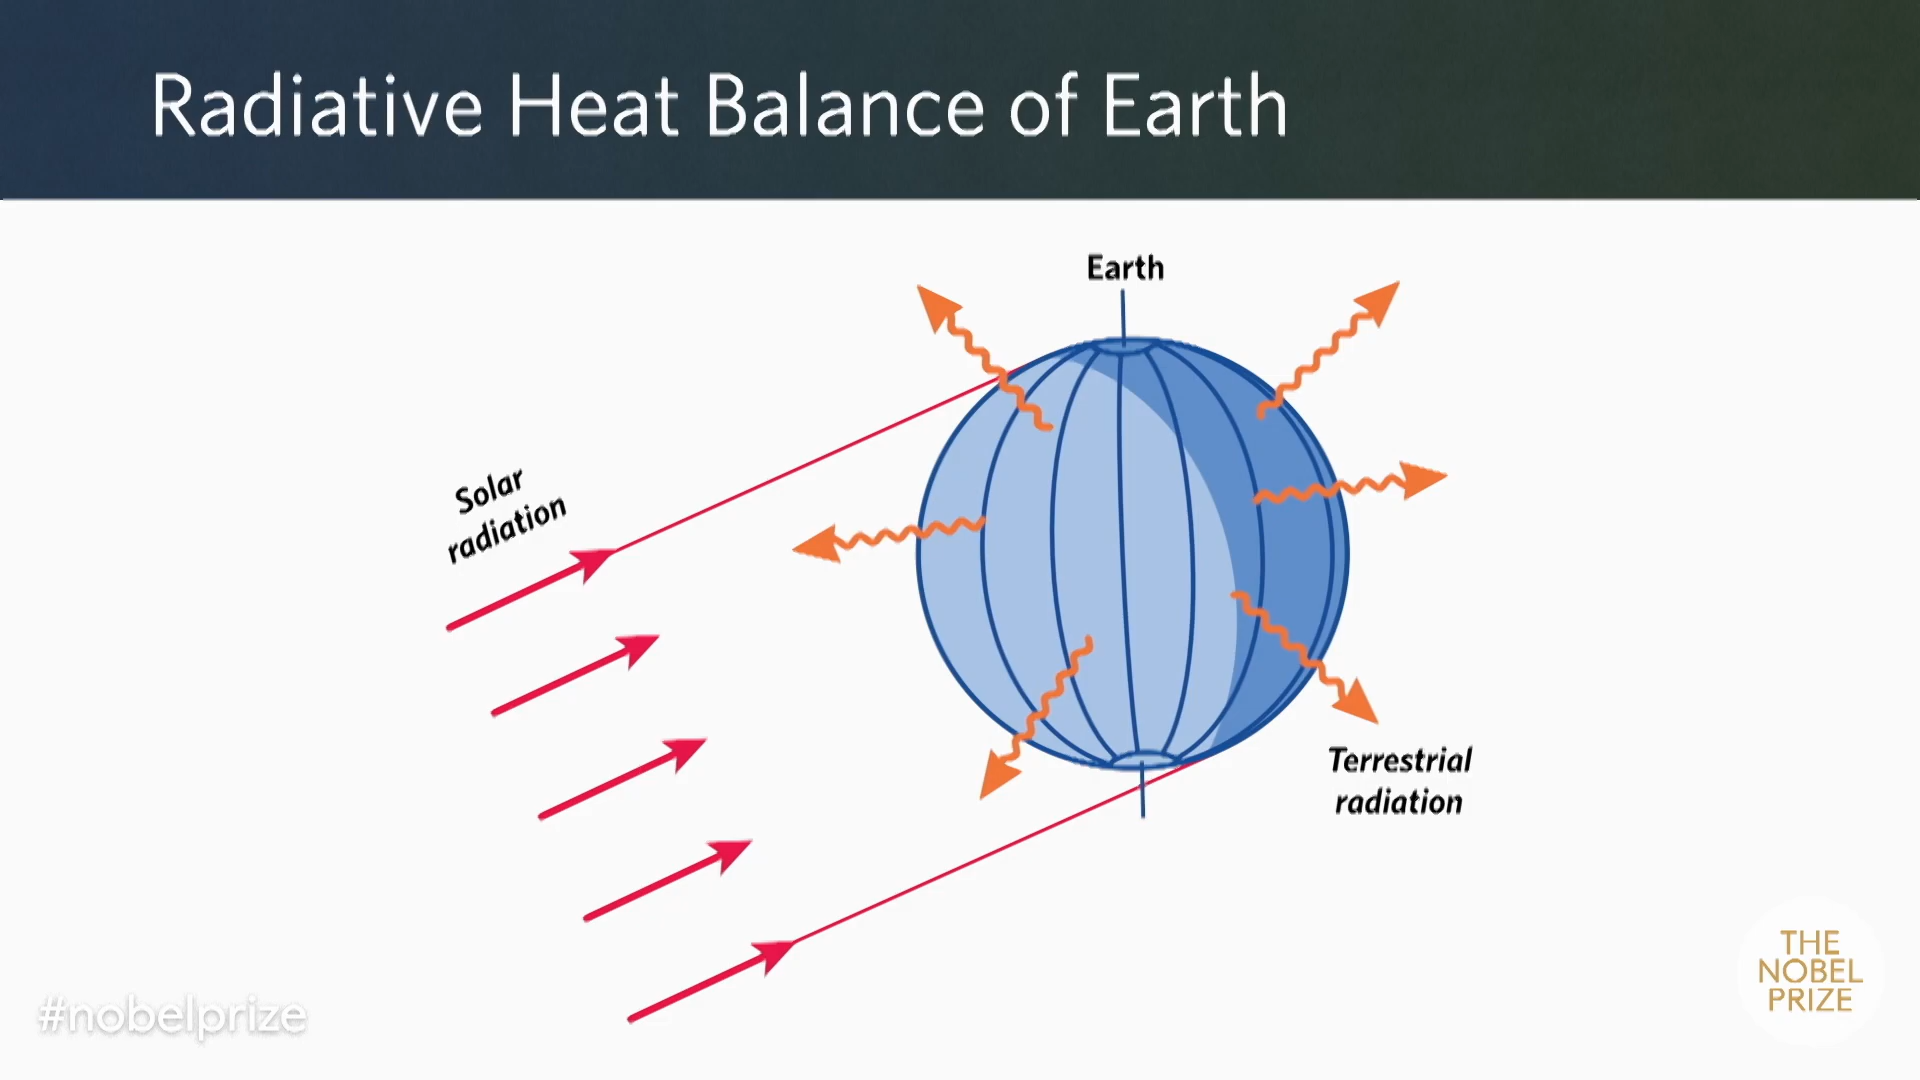 Radiative Heat Balance of Earth
Earth
Solar
radiation
Terrestrial
radiation
THE
NOBEL
PRIZE
#nobelprize